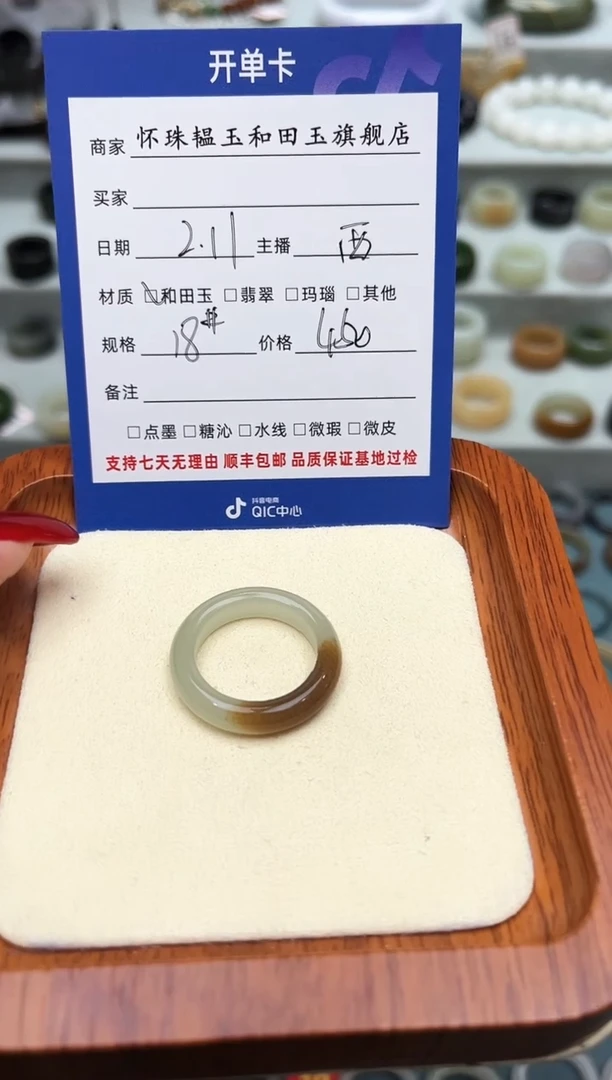 开单卡
商家 怀珠韫玉和田玉旗舰店
买家
日期 2.11 主播 西
材质 □和田玉 □翡翠 □玛瑙 □其他
规格 18# 价格 460
备注
□点墨 □糖沁 □水线 □微瑕 □微皮
支持七天无理由 顺丰包邮 品质保证基地过检
抖音电商
QIC中心